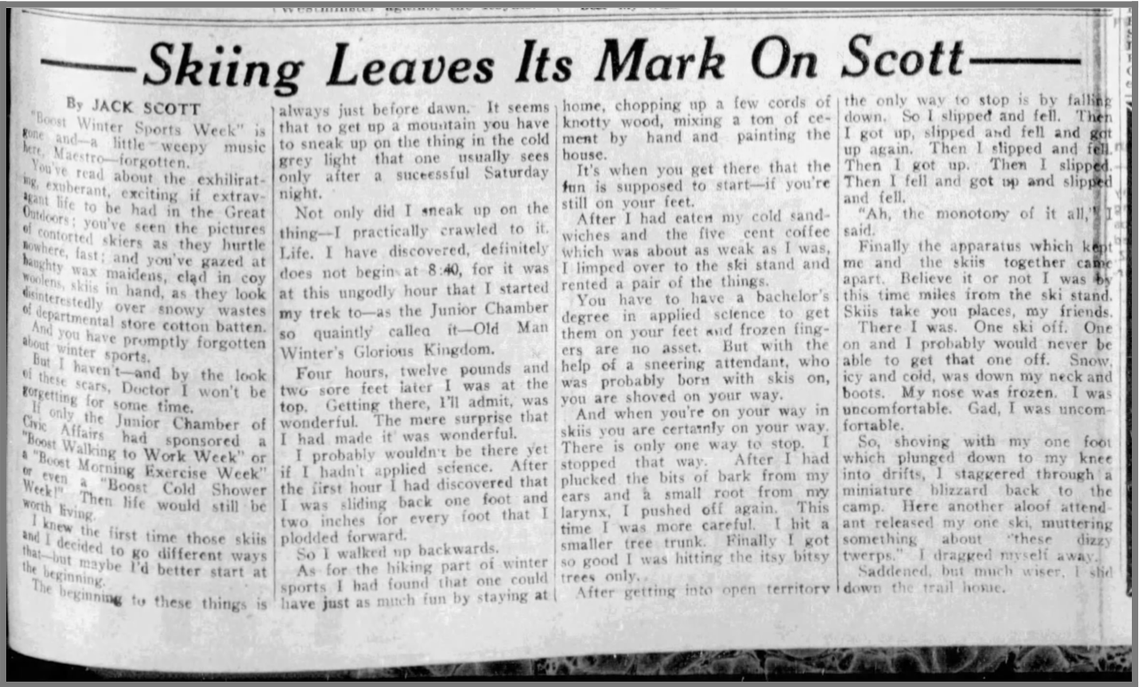 Skiing Leaves Its Mark On Scott
By JACK SCOTT
"Boost Winter Sports Week" is
gone and—a little weepy music
here, Maestro—forgotten.
You've read about the exhilirat-
ing, exuberant, exciting if extrav-
agant life to be had in the Great
Outdoors; you've seen the pictures
of contorted skiers as they hurtle
nowhere, fast; and you've gazed at
haughty wax maidens, clad in coy
woolens, skiis in hand, as they look
disinterestedly over snowy wastes
of departmental store cotton batten.
And you have promptly forgotten
about winter sports.
But I haven't—and by the look
of these scars, Doctor I won't be
forgetting for some time.
If only the Junior Chamber of
Civic Affairs had sponsored a
"Boost Walking to Work Week" or
a "Boost Morning Exercise Week"
or even a "Boost Cold Shower
Week!" Then life would still be
worth living.
I knew the first time those skiis
and I decided to go different ways
that—but maybe I'd better start at
the beginning.
The beginning to these things is
always just before dawn. It seems
that to get up a mountain you have
to sneak up on the thing in the cold
grey light that one usually sees
only after a successful Saturday
night.
Not only did I sneak up on the
thing—I practically crawled to it.
Life. I have discovered, definitely
does not begin at 8:40, for it was
at this ungodly hour that I started
my trek to—as the Junior Chamber
so quaintly called it—Old Man
Winter's Glorious Kingdom.
Four hours, twelve pounds and
two sore feet later I was at the
top. Getting there, I'll admit, was
wonderful. The mere surprise that
I had made it was wonderful.
I probably wouldn't be there yet
if I hadn't applied science. After
the first hour I had discovered that
I was sliding back one foot and
two inches for every foot that I
plodded forward.
So I walked up backwards.
As for the hiking part of winter
sports I had found that one could
have just as much fun by staying at
home, chopping up a few cords of
knotty wood, mixing a ton of ce-
ment by hand and painting the
house.
It's when you get there that the
fun is supposed to start—if you're
still on your feet.
After I had eaten my cold sand-
wiches and the five cent coffee
which was about as weak as I was,
I limped over to the ski stand and
rented a pair of the things.
You have to have a bachelor's
degree in applied science to get
them on your feet and frozen fing-
ers are no asset. But with the
help of a sneering attendant, who
was probably born with skis on,
you are shoved on your way.
And when you're on your way in
skiis you are certainly on your way.
There is only one way to stop. I
stopped that way. After I had
plucked the bits of bark from my
ears and a small root from my
larynx, I pushed off again. This
time I was more careful. I hit a
smaller tree trunk. Finally I got
so good I was hitting the itsy bitsy
trees only.
After getting into open territory
the only way to stop is by falling
down. So I slipped and fell. Then
I got up, slipped and fell and got
up again. Then I slipped and fell.
Then I got up. Then I slipped.
Then I fell and got up and slipped
and fell.
"Ah, the monotony of it all," I
said.
Finally the apparatus which kept
me and the skiis together came
apart. Believe it or not I was by
this time miles from the ski stand.
Skiis take you places, my friends.
There I was. One ski off. One
on and I probably would never be
able to get that one off. Snow,
icy and cold, was down my neck and
boots. My nose was frozen. I was
uncomfortable. Gad, I was uncom-
fortable.
So, shoving with my one foot
which plunged down to my knee
into drifts, I staggered through a
miniature blizzard back to the
camp. Here another aloof attend-
ant released my one ski, muttering
something about "these dizzy
twerps." I dragged myself away.
Saddened, but much wiser, I slid
down the trail home.